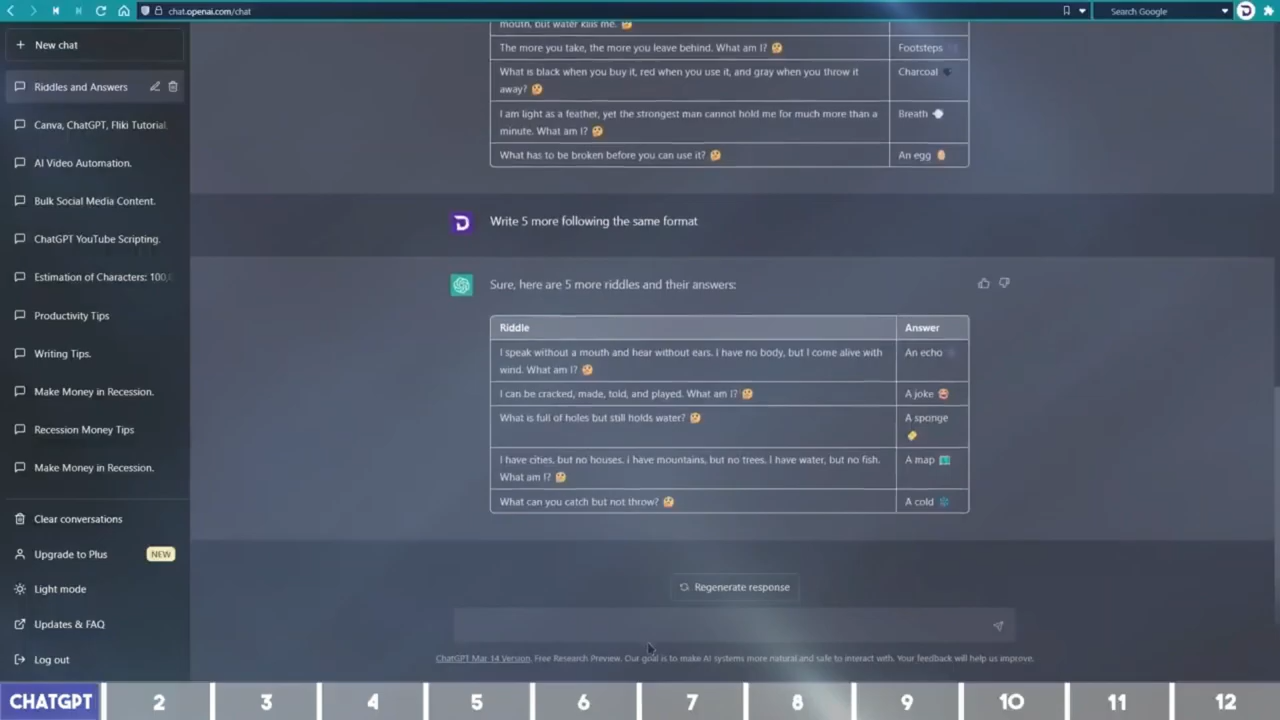 chat.openai.com/chat
Search Google
New chat
Riddles and Answers
Canva, ChatGPT, Fliki Tutorial.
AI Video Automation.
Bulk Social Media Content.
ChatGPT YouTube Scripting.
Estimation of Characters: 100,
Productivity Tips
Writing Tips.
Make Money in Recession.
Recession Money Tips
Make Money in Recession.
Clear conversations
Upgrade to Plus NEW
Light mode
Updates & FAQ
Log out
mouth, but water kills me. 🤔
The more you take, the more you leave behind. What am I? 🤔 Footsteps
What is black when you buy it, red when you use it, and gray when you throw it Charcoal
away? 🤔
I am light as a feather, yet the strongest man cannot hold me for much more than a Breath 💨
minute. What am I? 🤔
What has to be broken before you can use it? 🤔 An egg 🥚
Write 5 more following the same format
Sure, here are 5 more riddles and their answers:
Riddle Answer
I speak without a mouth and hear without ears. I have no body, but I come alive with An echo
wind. What am I? 🤔
I can be cracked, made, told, and played. What am I? 🤔 A joke
What is full of holes but still holds water? 🤔 A sponge
🧽
I have cities, but no houses. I have mountains, but no trees. I have water, but no fish. A map 🗺️
What am I? 🤔
What can you catch but not throw? 🤔 A cold ❄️
Regenerate response
ChatGPT Mar 14 Version. Free Research Preview. Our goal is to make AI systems more natural and safe to interact with. Your feedback will help us improve.
CHATGPT 2 3 4 5 6 7 8 9 10 11 12